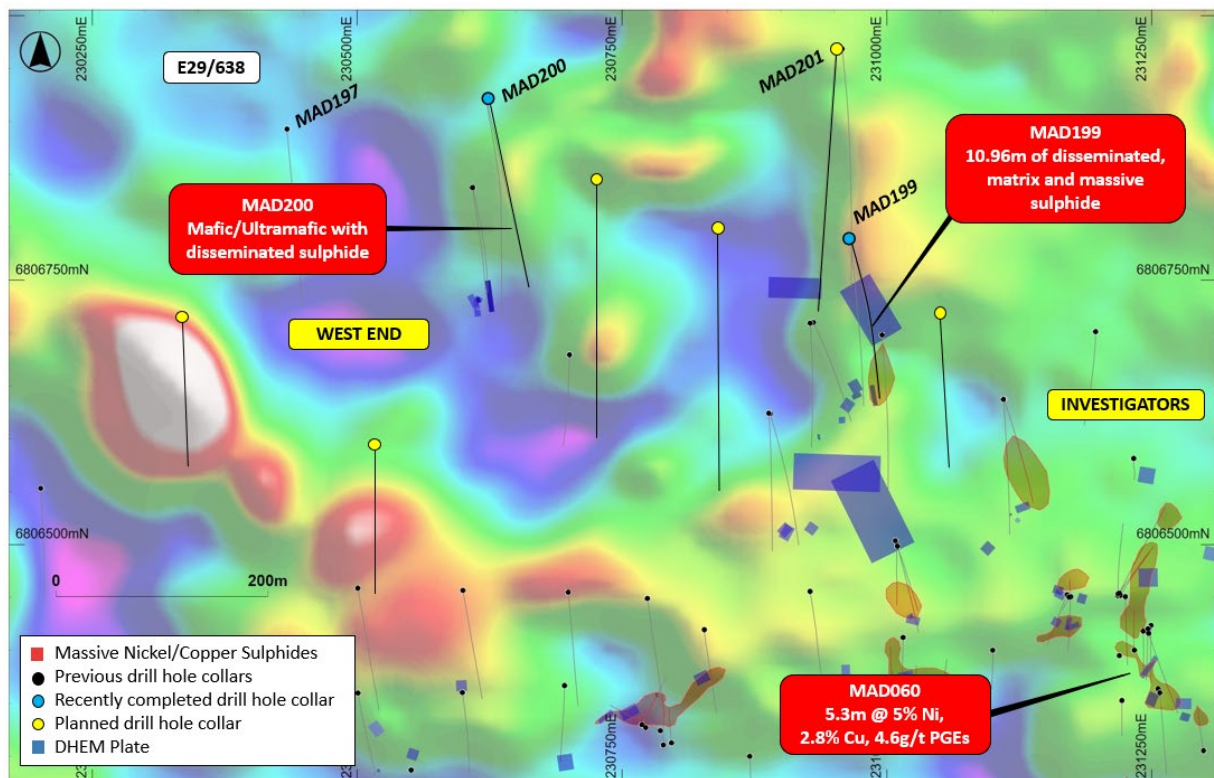 230250mE
230500mE
230750mE
231000mE
231250mE
E29/638
MAD197
MAD200
MAD201
MAD199
MAD199
10.96m of disseminated,
matrix and massive
sulphide
MAD200
Mafic/Ultramafic with
disseminated sulphide
6806750mN
6806750mN
WEST END
INVESTIGATORS
6806500mN
6806500mN
0 200m
Massive Nickel/Copper Sulphides
Previous drill hole collars
Recently completed drill hole collar
Planned drill hole collar
DHEM Plate
MAD060
5.3m @ 5% Ni,
2.8% Cu, 4.6g/t PGEs
230750mE
231000mE
231250mE